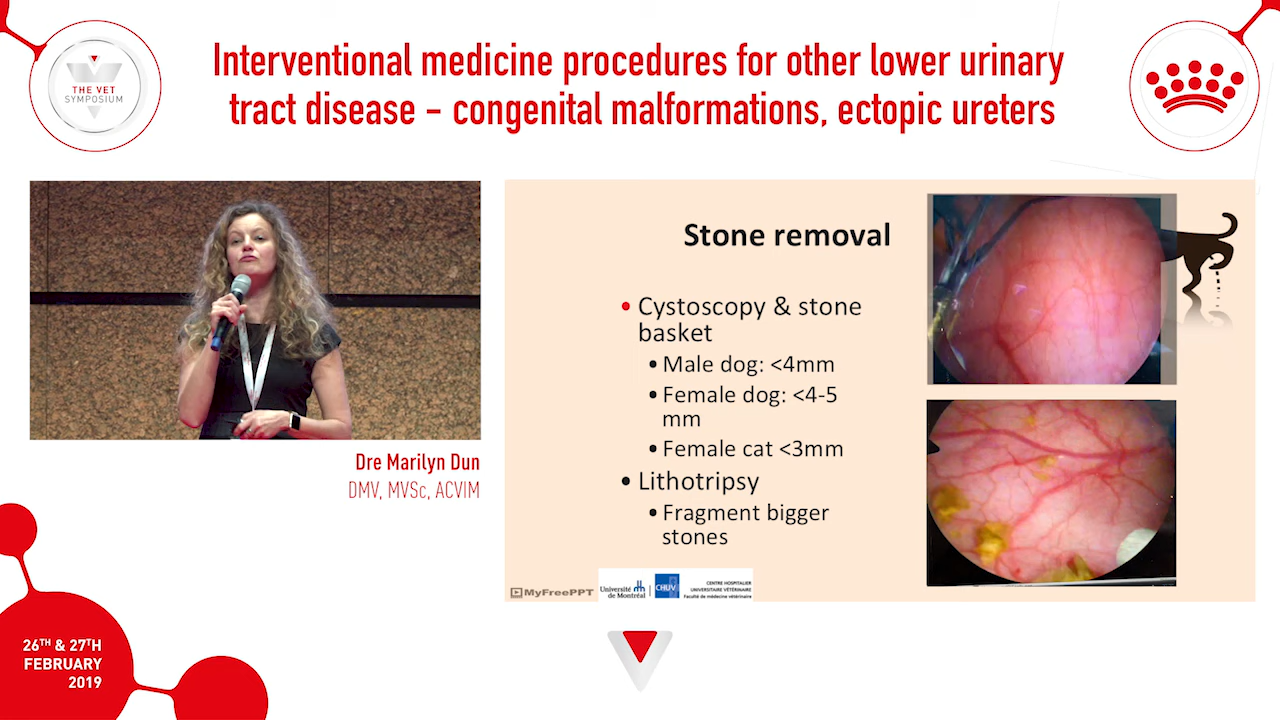 Interventional medicine procedures for other lower urinary
tract disease – congenital malformations, ectopic ureters
THE VET
SYMPOSIUM
Dre Marilyn Dun
DMV, MVSc, ACVIM
Stone removal
• Cystoscopy & stone
basket
• Male dog: <4mm
• Female dog: <4-5
mm
• Female cat <3mm
• Lithotripsy
• Fragment bigger
stones
MyFreePPT
Université
de Montréal
CHUV
CENTRE HOSPITALIER
UNIVERSITAIRE VÉTÉRINAIRE
Faculté de médecine vétérinaire
26TH & 27TH
FEBRUARY
2019